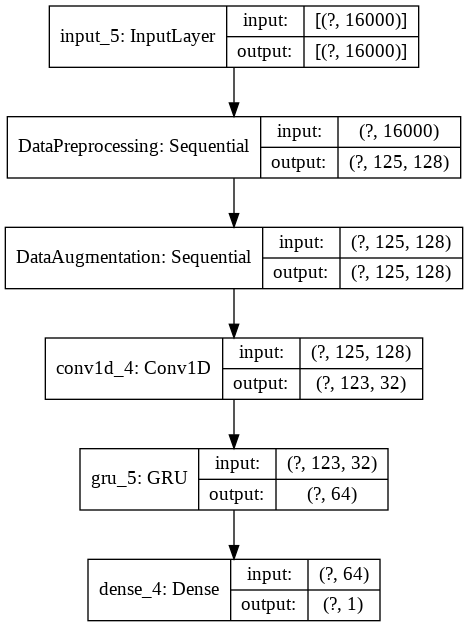 input_5: InputLayer
input:
[(?, 16000)]
output:
[(?, 16000)]
DataPreprocessing: Sequential
input:
(?, 16000)
output:
(?, 125, 128)
DataAugmentation: Sequential
input:
(?, 125, 128)
output:
(?, 125, 128)
conv1d_4: Conv1D
input:
(?, 125, 128)
output:
(?, 123, 32)
gru_5: GRU
input:
(?, 123, 32)
output:
(?, 64)
dense_4: Dense
input:
(?, 64)
output:
(?, 1)